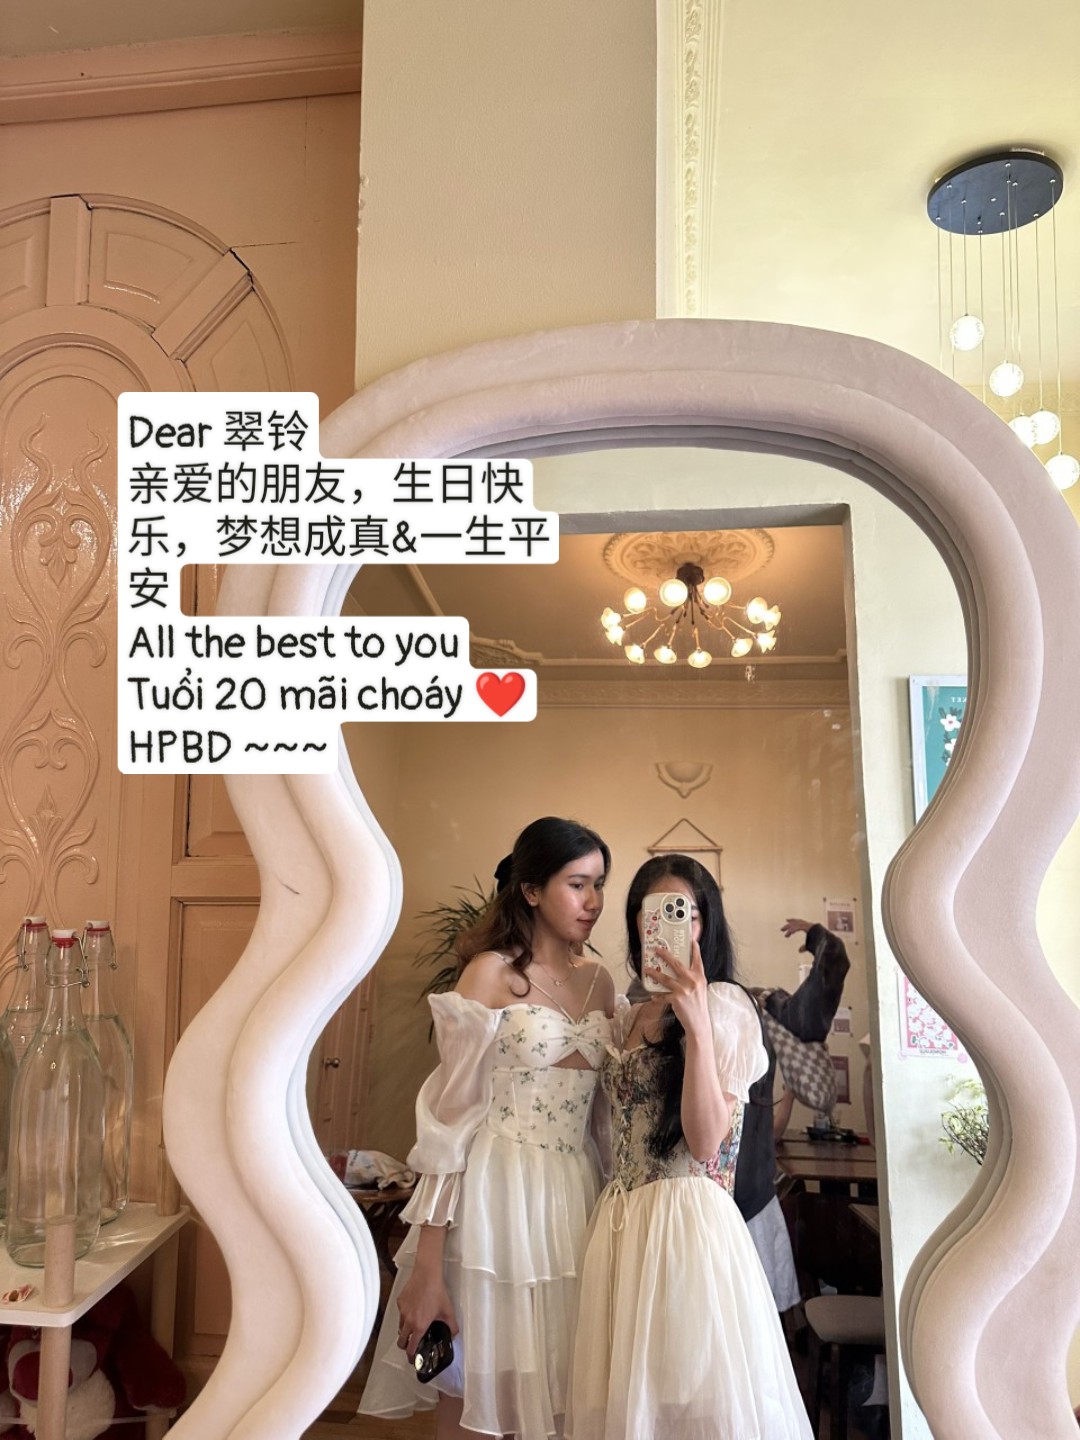 Dear 翠铃
亲爱的朋友，生日快
乐，梦想成真&一生平
安
All the best to you
Tuổi 20 mãi choáy ❤️
HPBD ~~~